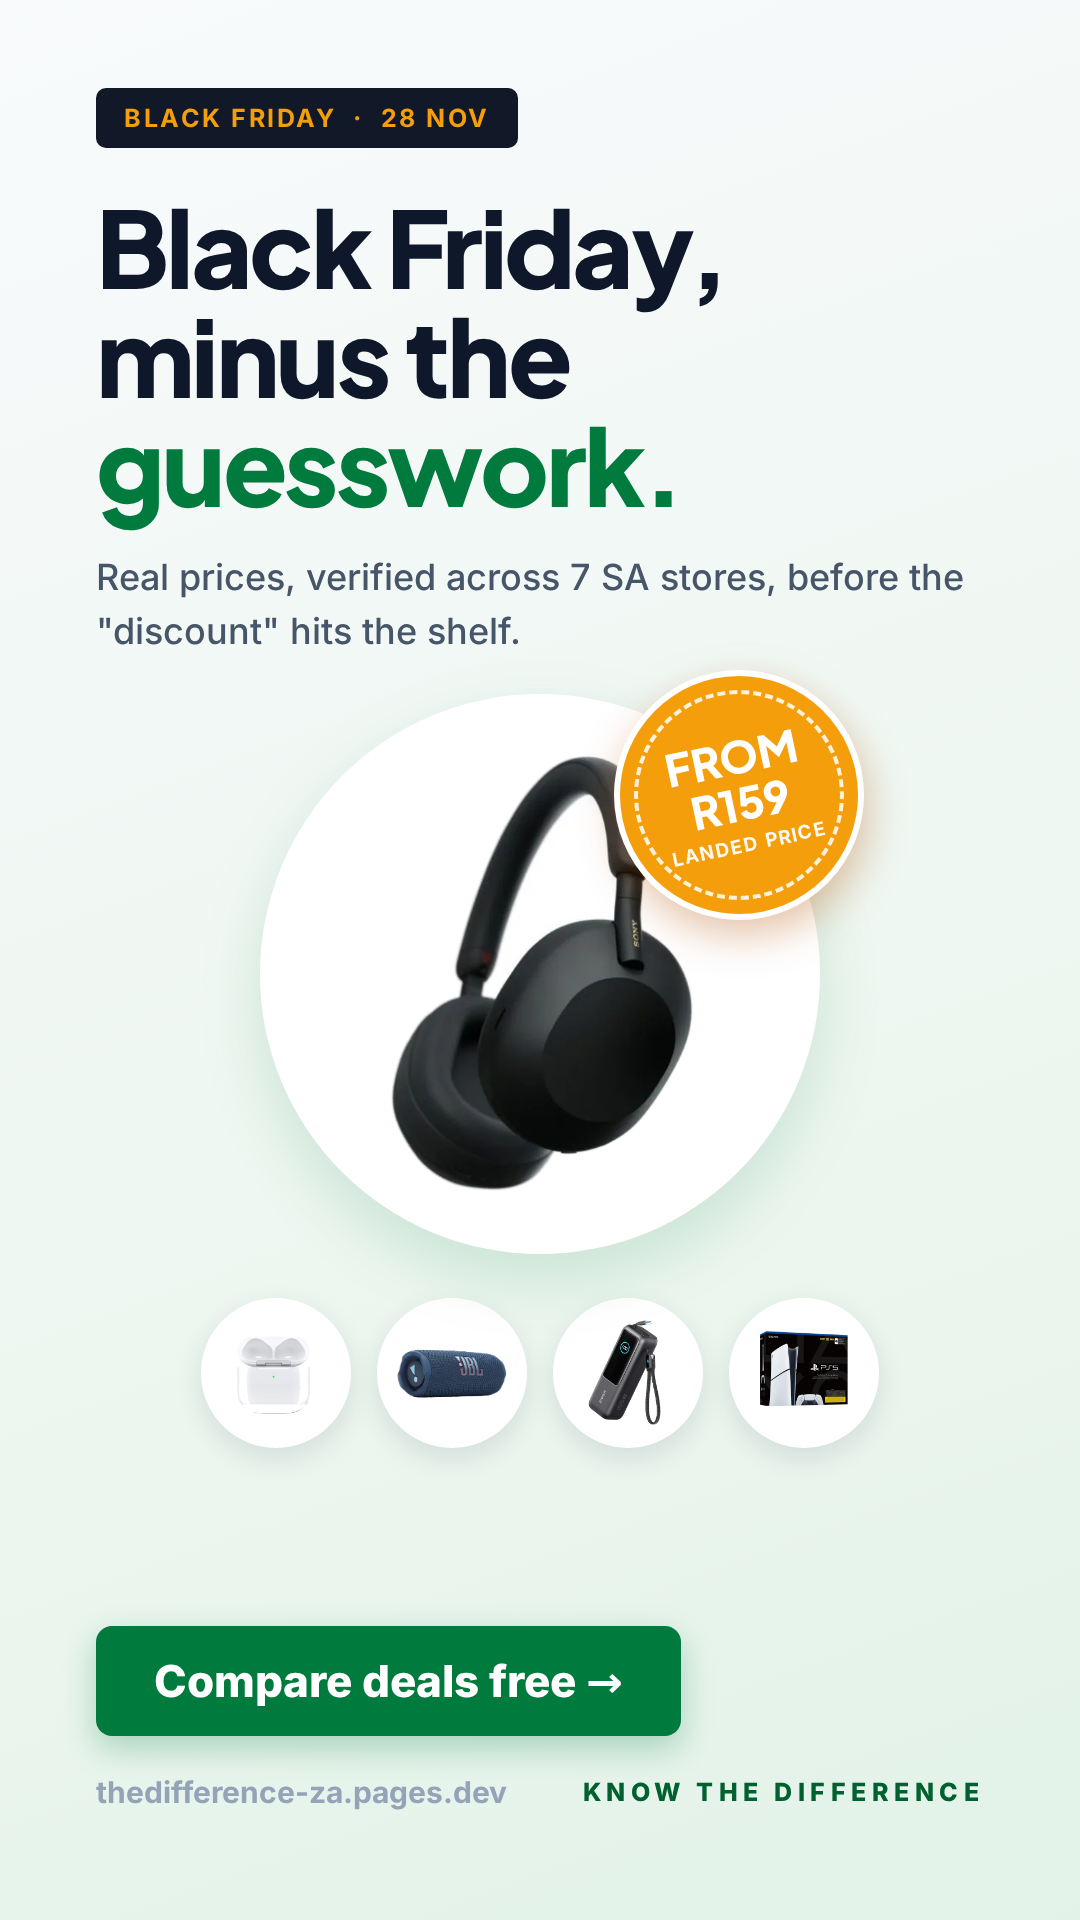 BLACK FRIDAY · 28 NOV
Black Friday,
minus the
guesswork.
Real prices, verified across 7 SA stores, before the
"discount" hits the shelf.
FROM
R159
LANDED PRICE
SONY
JBL
PS5
Compare deals free →
thedifference-za.pages.dev
KNOW THE DIFFERENCE